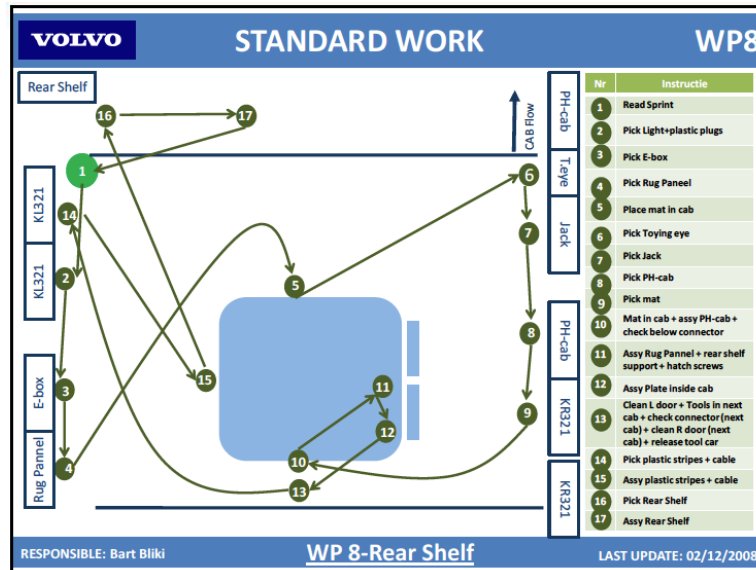 VOLVO
STANDARD WORK
WP8
Rear Shelf
16
17
1
14
KL321
2
KL321
3
E-box
4
Rug Pannel
5
15
11
12
10
13
CAB Flow
6
7
8
9
PH-cab
T.eye
Jack
PH-cab
KR321
KR321
Nr Instructie
1 Read Sprint
2 Pick Light+plastic plugs
3 Pick E-box
4 Pick Rug Paneel
5 Place mat in cab
6 Pick Toying eye
7 Pick Jack
8 Pick PH-cab
9 Pick mat
10 Mat in cab + assy PH-cab +
check below connector
11 Assy Rug Pannel + rear shelf
support + hatch screws
12 Assy Plate inside cab
13 Clean L door + Tools in next
cab + check connector (next
cab) + clean R door (next
cab) + release tool car
14 Pick plastic stripes + cable
15 Assy plastic stripes + cable
16 Pick Rear Shelf
17 Assy Rear Shelf
RESPONSIBLE: Bart Bliki
WP 8-Rear Shelf
LAST UPDATE: 02/12/2008